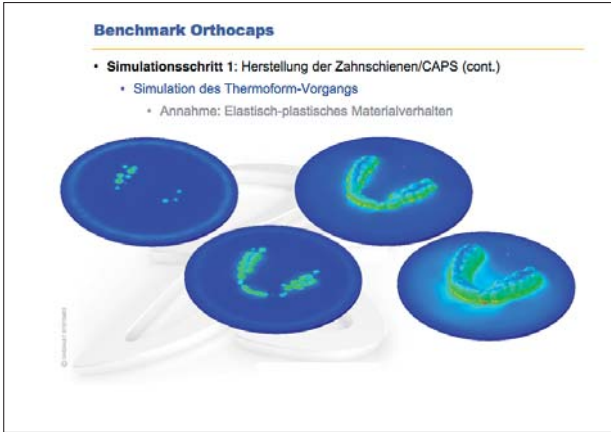 Benchmark Orthocaps
• Simulationsschritt 1: Herstellung der Zahnschienen/CAPS (cont.)
• Simulation des Thermoform-Vorgangs
• Annahme: Elastisch-plastisches Materialverhalten